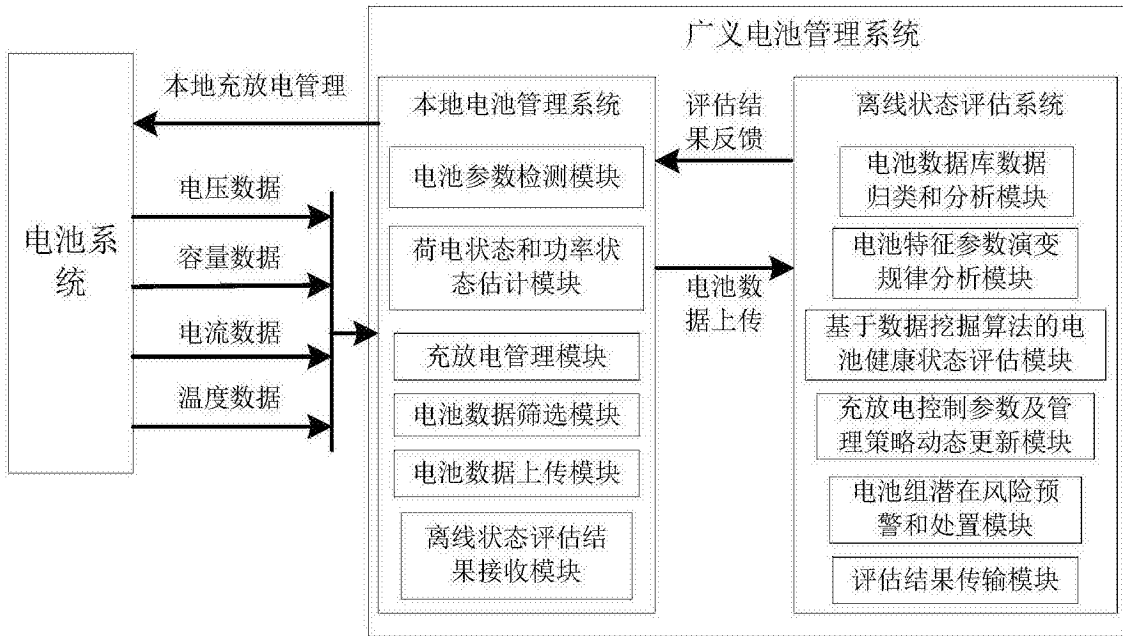 广义电池管理系统
电池系
统
本地充放电管理
电压数据
容量数据
电流数据
温度数据
本地电池管理系统
电池参数检测模块
荷电状态和功率状
态估计模块
充放电管理模块
电池数据筛选模块
电池数据上传模块
离线状态评估结
果接收模块
评估结
果反馈
电池数
据上传
离线状态评估系统
电池数据库数据
归类和分析模块
电池特征参数演变
规律分析模块
基于数据挖掘算法的电
池健康状态评估模块
充放电控制参数及管
理策略动态更新模块
电池组潜在风险预
警和处置模块
评估结果传输模块